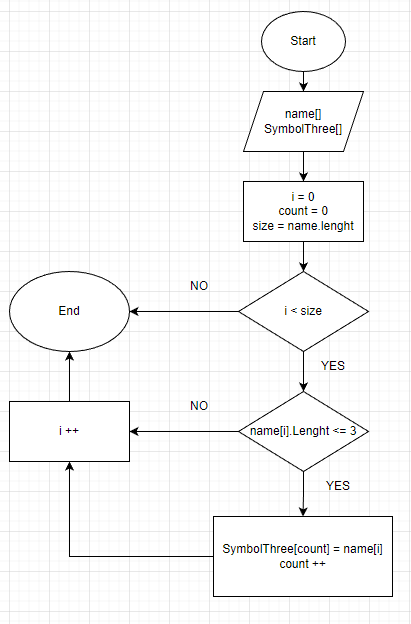 Start
name[]
SymbolThree[]
i = 0
count = 0
size = name.lenght
i < size
NO
End
YES
name[i].Lenght <= 3
NO
i ++
YES
SymbolThree[count] = name[i]
count ++